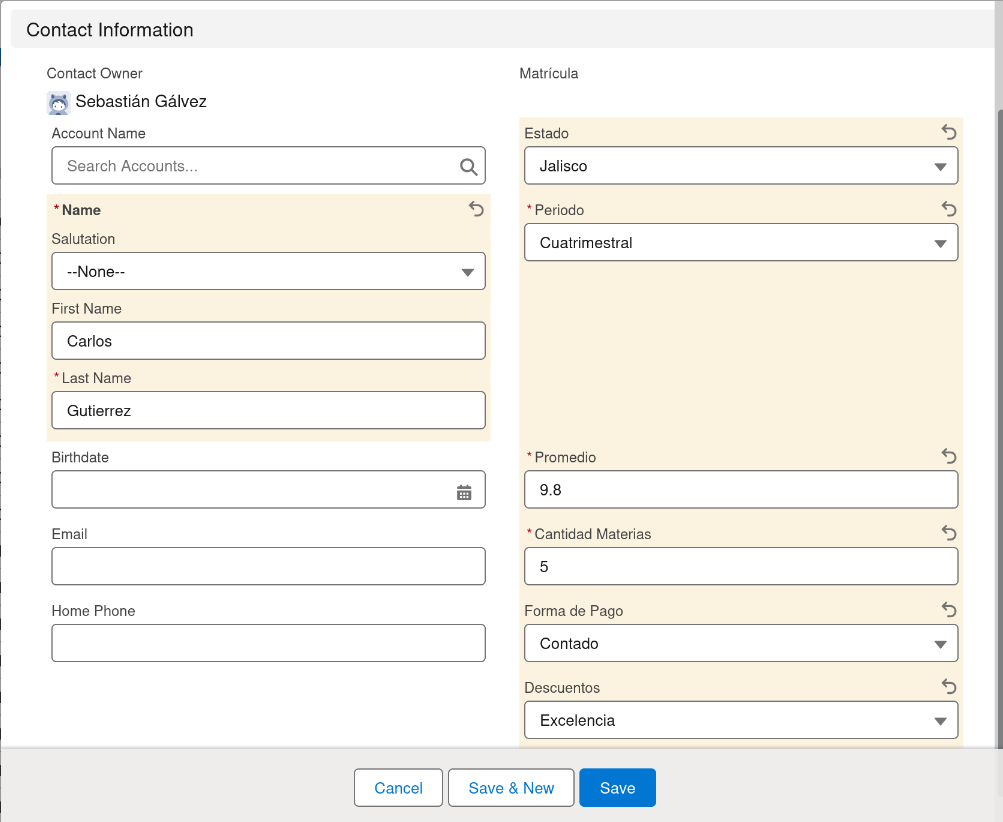 Contact Information
Contact Owner
Sebastián Gálvez
Account Name
Search Accounts...
* Name
Salutation
--None--
First Name
Carlos
* Last Name
Gutierrez
Birthdate
Email
Home Phone
Matrícula
Estado
Jalisco
* Periodo
Cuatrimestral
* Promedio
9.8
* Cantidad Materias
5
Forma de Pago
Contado
Descuentos
Excelencia
Cancel
Save & New
Save